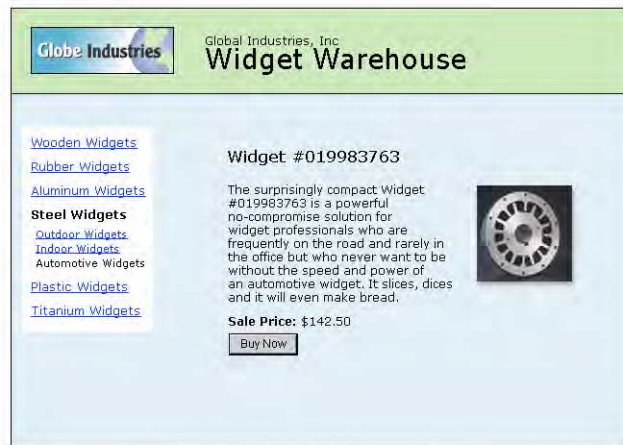 Globe Industries
Global Industries, Inc
Widget Warehouse
Wooden Widgets
Rubber Widgets
Aluminum Widgets
Steel Widgets
Outdoor Widgets
Indoor Widgets
Automotive Widgets
Plastic Widgets
Titanium Widgets
Widget #019983763
The surprisingly compact Widget
#019983763 is a powerful
no-compromise solution for
widget professionals who are
frequently on the road and rarely in
the office but who never want to be
without the speed and power of
an automotive widget. It slices, dices
and it will even make bread.
Sale Price: $142.50
Buy Now